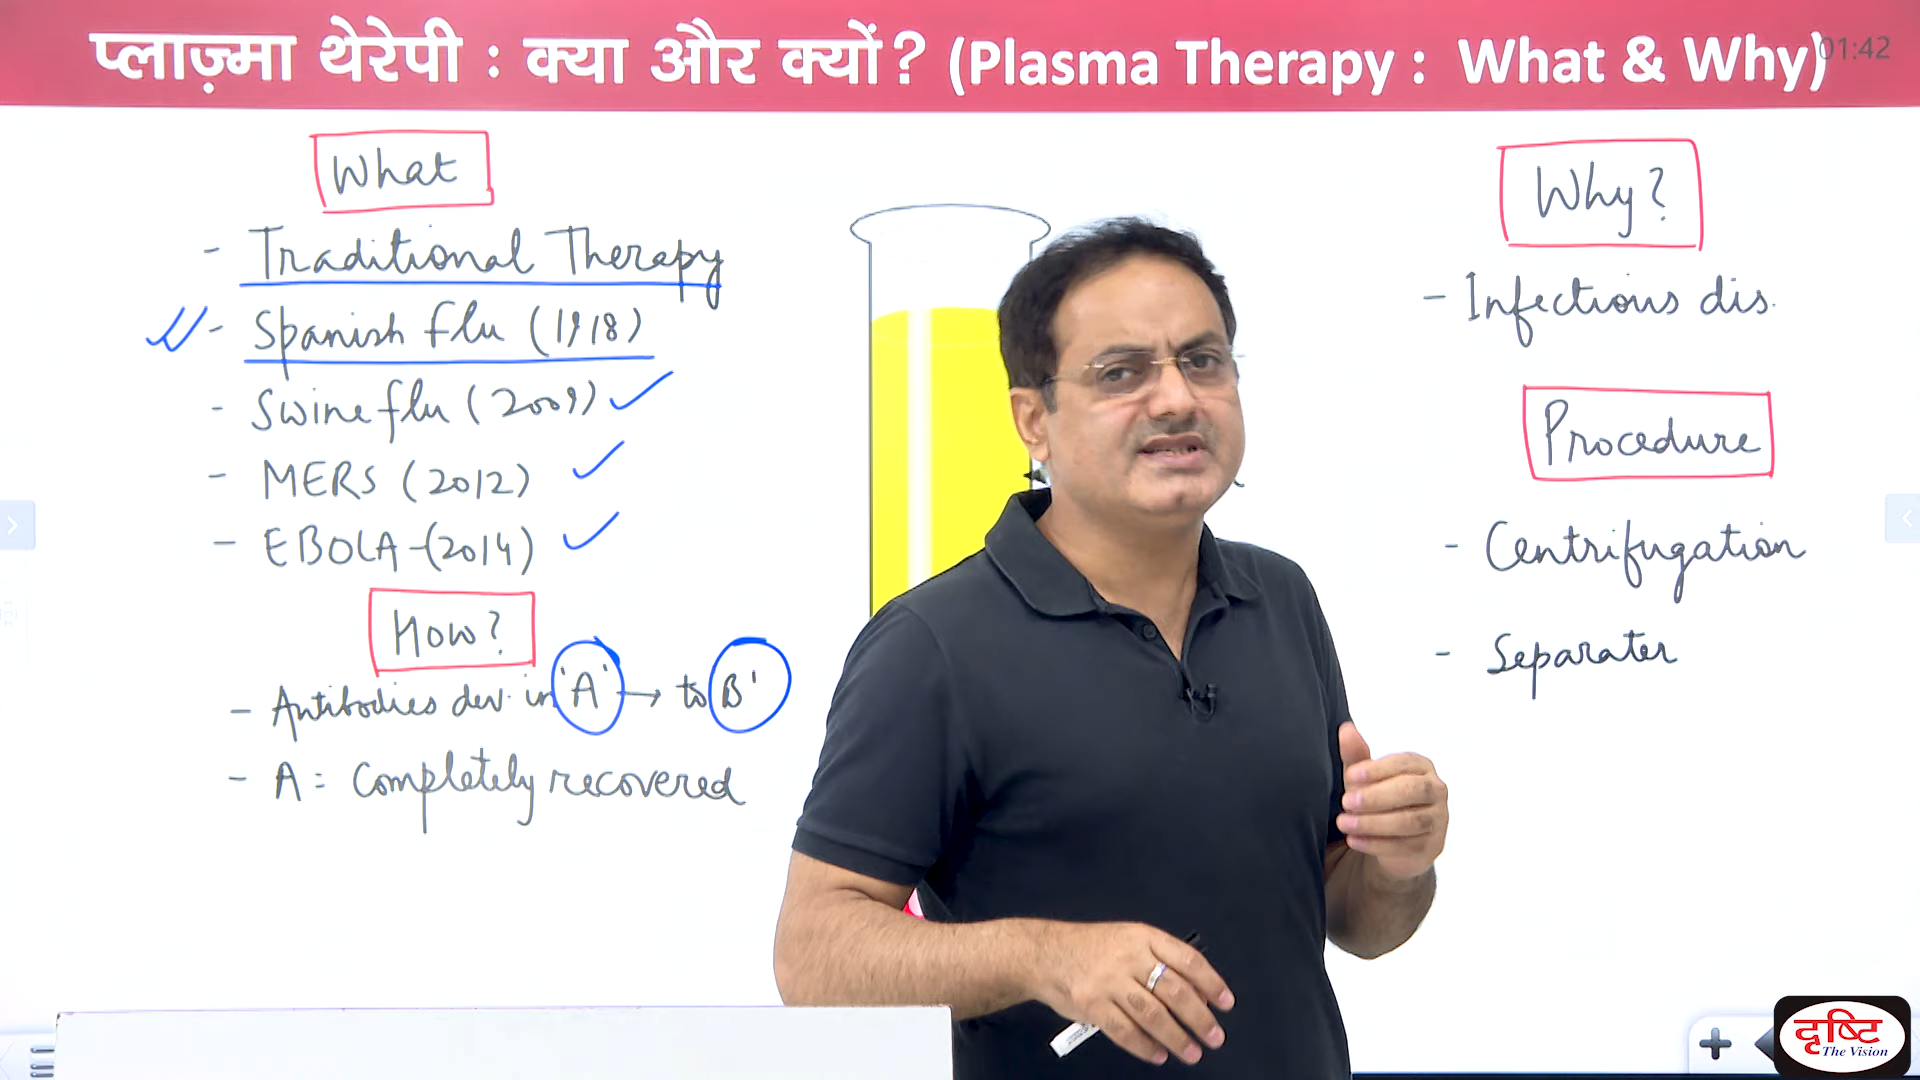 प्लाज़्मा थेरेपी : क्या और क्यों? (Plasma Therapy : What & Why)
01:42
What
- Traditional Therapy
- Spanish flu (1918)
- Swine flu (2009)
- MERS (2012)
- EBOLA-(2014)
How?
- Antibodies dev. in 'A' → to B'
- A = Completely recovered
Why?
- Infectious dis.
Procedure
- Centrifugation
- Separater
दृष्टि
The Vision